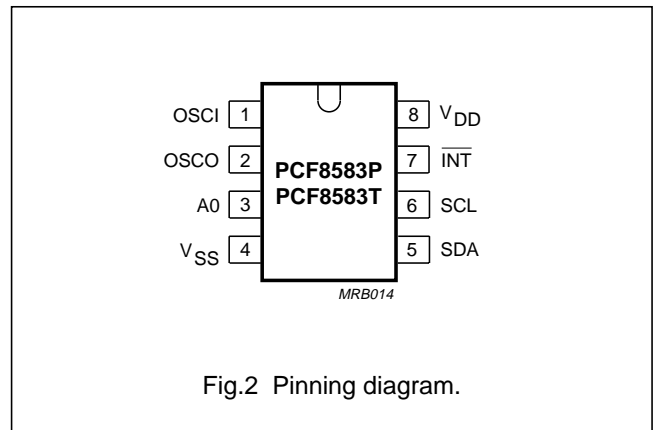 OSCI 1 8 VDD
OSCO 2 7 INT
PCF8583P
PCF8583T
A0 3 6 SCL
VSS 4 5 SDA
MRB014
Fig.2 Pinning diagram.